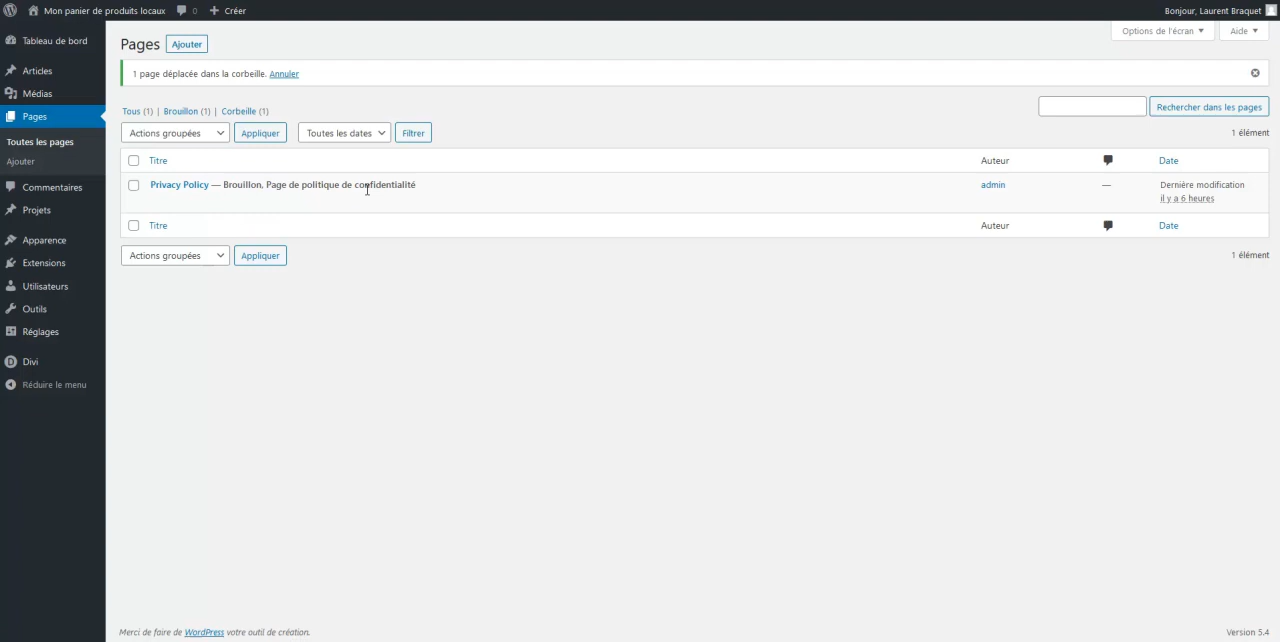 Mon panier de produits locaux 0 Créer Bonjour, Laurent Braquet
Tableau de bord
Articles
Médias
Pages
Toutes les pages
Ajouter
Commentaires
Projets
Apparence
Extensions
Utilisateurs
Outils
Réglages
Divi
Réduire le menu
Options de l'écran Aide
Pages Ajouter
1 page déplacée dans la corbeille. Annuler
Tous (1) | Brouillon (1) | Corbeille (1)
Rechercher dans les pages
Actions groupées Appliquer Toutes les dates Filtrer 1 élément
Titre Auteur Date
Privacy Policy — Brouillon, Page de politique de confidentialité admin — Dernière modification
il y a 6 heures
Titre Auteur Date
Actions groupées Appliquer 1 élément
Merci de faire de WordPress votre outil de création. Version 5.4